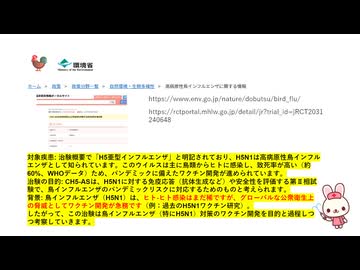 環境省
Ministry of the Environment
ホーム > 政策 > 政策分野一覧 > 自然環境・生物多様性 > 高病原性鳥インフルエンザに関する情報
https://www.env.go.jp/nature/dobutsu/bird_flu/
https://rctportal.mhlw.go.jp/detail/jr?trial_id=jRCT2031
240648
対象疾患: 治験概要で「H5亜型インフルエンザ」と明記されており、H5N1は高病原性鳥インフル
エンザとして知られています。このウイルスは主に鳥類からヒトに感染し、致死率が高い（約
60%、WHOデータ）ため、パンデミックに備えたワクチン開発が進められています。
治験の目的: CH5-ASは、H5N1に対する免疫応答（抗体生成など）や安全性を評価する第Ⅱ相試
験で、鳥インフルエンザのパンデミックリスクに対応するためのものと考えられます。
背景: 鳥インフルエンザ（H5N1）は、ヒト-ヒト感染はまだ稀ですが、グローバルな公衆衛生上
の脅威としてワクチン開発が急務です（例：過去のH5N1ワクチン研究）。
したがって、この治験は鳥インフルエンザ（特にH5N1）対策のワクチン開発を目的と過程しつ
つ考察していきます。